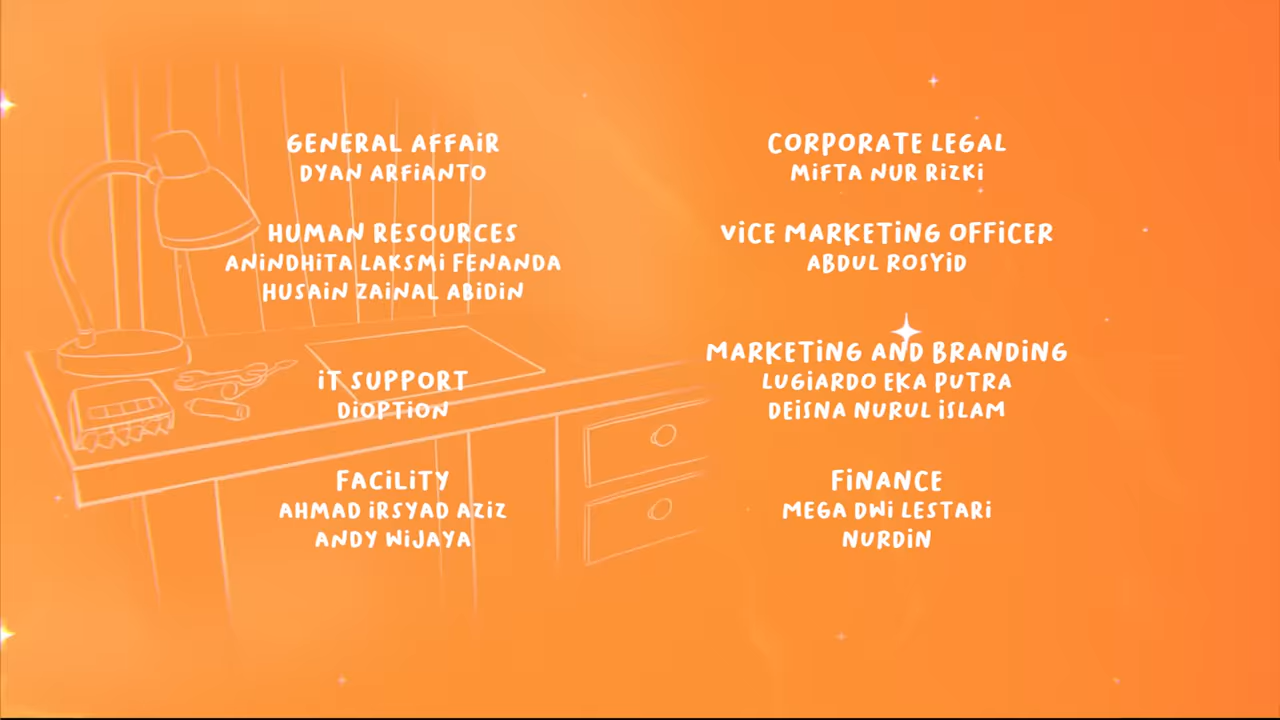 GENERAL AFFAiR
DYAN ARFiANTO
HUMAN RESOURCES
ANiNDHiTA LAKSMi FENANDA
HUSAiN ZAiNAL ABiDiN
iT SUPPORT
DiOPTiON
FACiLiTY
AHMAD iRSYAD AZiZ
ANDY WiJAYA
CORPORATE LEGAL
MiFTA NUR RiZKi
ViCE MARKETiNG OFFiCER
ABDUL ROSYiD
MARKETiNG AND BRANDiNG
LUGiARDO EKA PUTRA
DEiSNA NURUL iSLAM
FiNANCE
MEGA DWi LESTARi
NURDiN